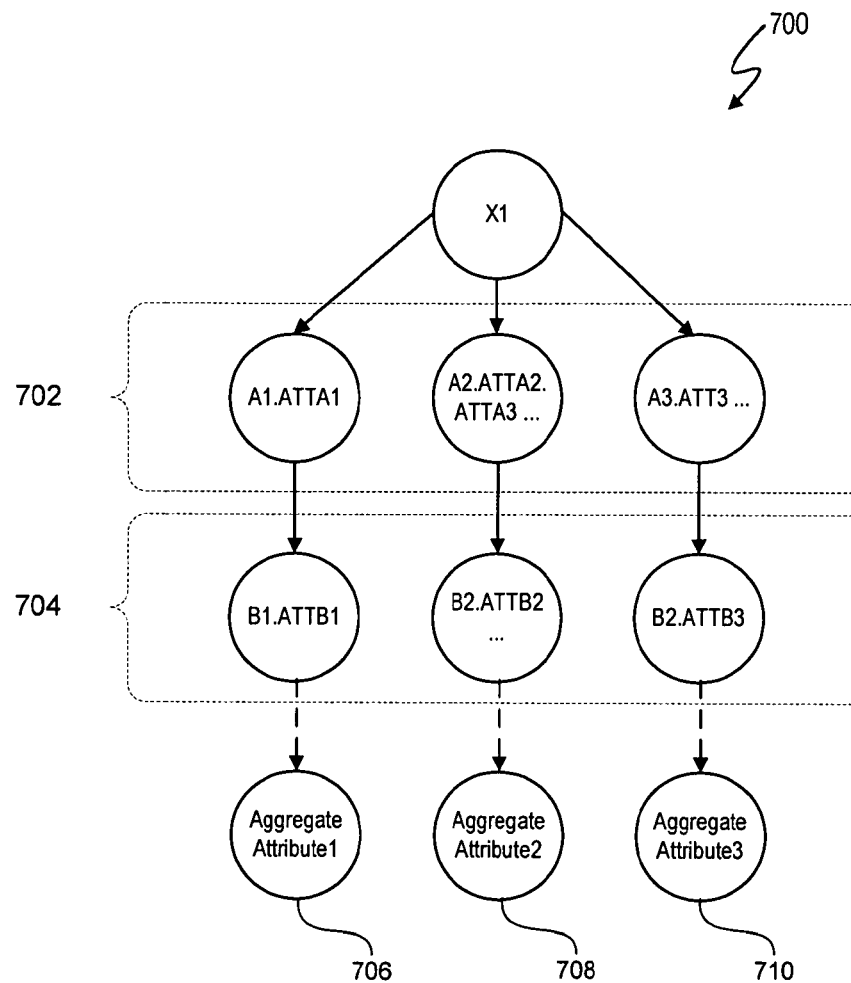 700
X1
702
A1.ATTA1
A2.ATTA2.
ATTA3 ...
A3.ATT3 ...
704
B1.ATTB1
B2.ATTB2
...
B2.ATTB3
Aggregate
Attribute1
Aggregate
Attribute2
Aggregate
Attribute3
706
708
710